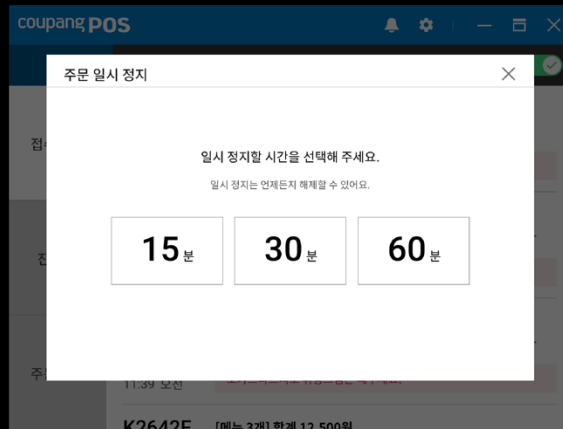 coupang POS
주문 일시 정지
일시 정지할 시간을 선택해 주세요.
일시 정지는 언제든지 해제할 수 있어요.
15분 30분 60분
11:39 오전
K2642E [메뉴 3개] 합계 12,500원